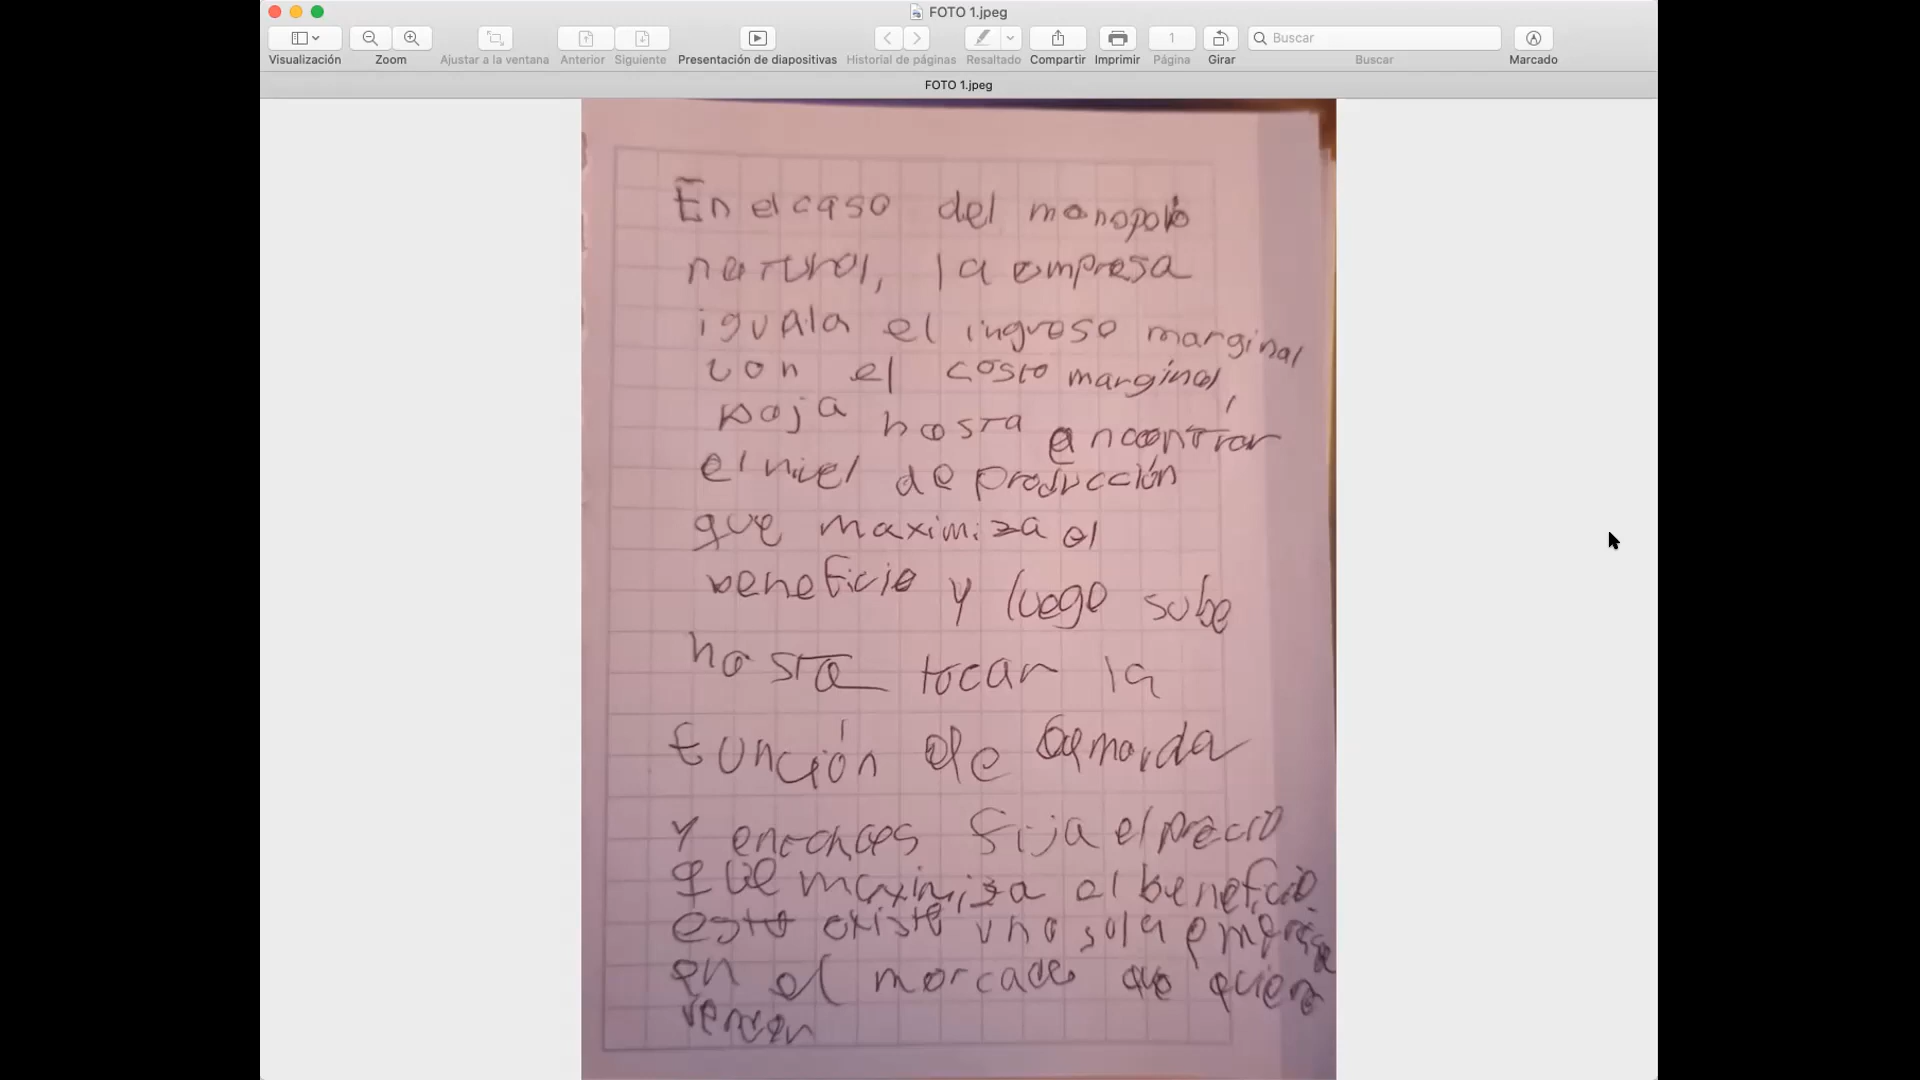 FOTO 1.jpeg
Visualización
Zoom
Ajustar a la ventana
Anterior
Siguiente
Presentación de diapositivas
Historial de páginas
Resaltado
Compartir
Imprimir
1
Página
Girar
Buscar
Buscar
Marcado
FOTO 1.jpeg
En el caso del monopolio
natural, la empresa
iguala el ingreso marginal
con el costo marginal,
baja hasta encontrar
el nivel de producción
que maximiza el
beneficio y luego sube
hasta tocar la
función de demanda
y entonces fija el precio
que maximiza el beneficio
esto existe una sola empresa
en el mercado que quiere
vender